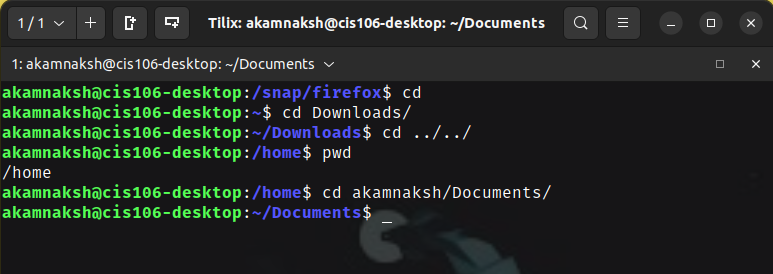 1 / 1
Tilix: akamnaksh@cis106-desktop: ~/Documents
1: akamnaksh@cis106-desktop: ~/Documents
akamnaksh@cis106-desktop:/snap/firefox$ cd
akamnaksh@cis106-desktop:~$ cd Downloads/
akamnaksh@cis106-desktop:~/Downloads$ cd ../../
akamnaksh@cis106-desktop:/home$ pwd
/home
akamnaksh@cis106-desktop:/home$ cd akamnaksh/Documents/
akamnaksh@cis106-desktop:~/Documents$ _